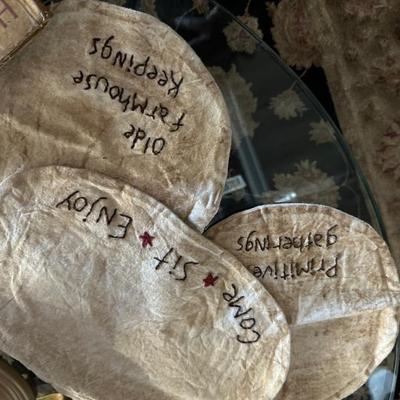 Olde
farmhouse
Keepings
Come ★ Sit ★ Enjoy
Primitive
gatherings